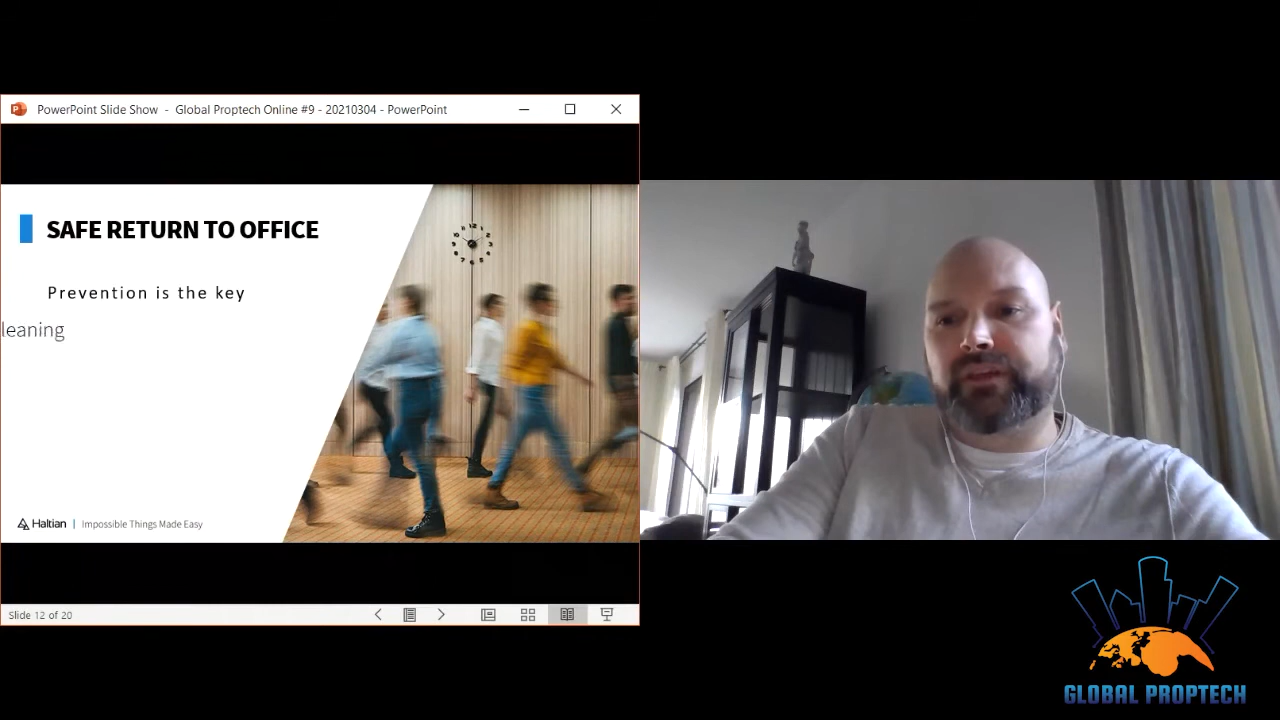 PowerPoint Slide Show - Global Proptech Online #9 - 20210304 - PowerPoint
SAFE RETURN TO OFFICE
Prevention is the key
leaning
Haltian | Impossible Things Made Easy
Slide 12 of 20
GLOBAL PROPTECH